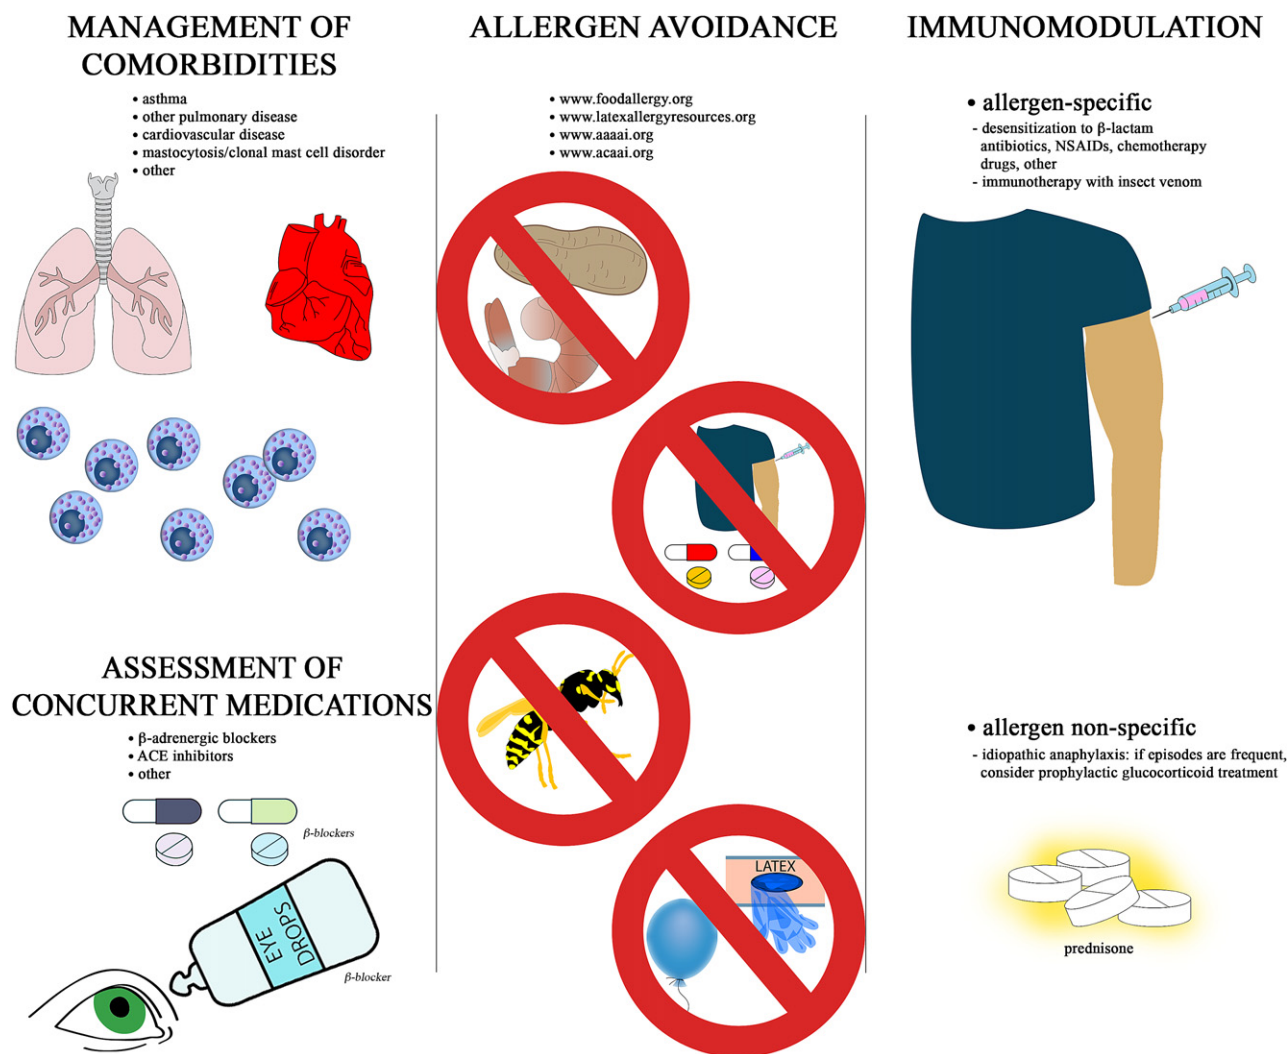 MANAGEMENT OF
COMORBIDITIES
• asthma
• other pulmonary disease
• cardiovascular disease
• mastocytosis/clonal mast cell disorder
• other
ASSESSMENT OF
CONCURRENT MEDICATIONS
• β-adrenergic blockers
• ACE inhibitors
• other
β-blockers
EYE
DROPS
β-blocker
ALLERGEN AVOIDANCE
• www.foodallergy.org
• www.latexallergyresources.org
• www.aaaai.org
• www.acaai.org
LATEX
IMMUNOMODULATION
• allergen-specific
- desensitization to β-lactam
antibiotics, NSAIDs, chemotherapy
drugs, other
- immunotherapy with insect venom
• allergen non-specific
- idiopathic anaphylaxis: if episodes are frequent,
consider prophylactic glucocorticoid treatment
prednisone